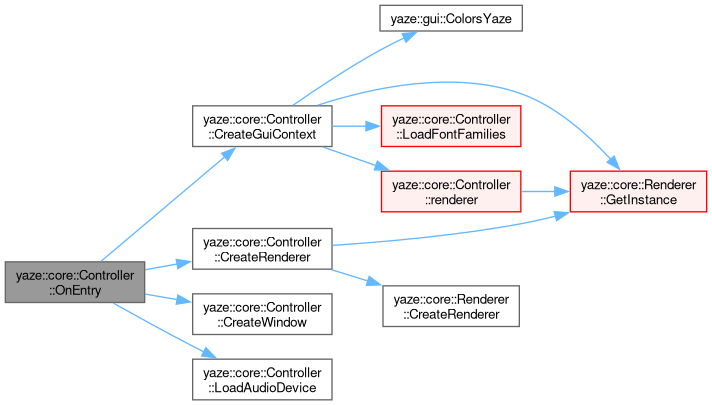 yaze::gui::ColorsYaze
yaze::core::Controller
::CreateGuiContext
yaze::core::Controller
::LoadFontFamilies
yaze::core::Controller
::renderer
yaze::core::Renderer
::GetInstance
yaze::core::Controller
::OnEntry
yaze::core::Controller
::CreateRenderer
yaze::core::Renderer
::CreateRenderer
yaze::core::Controller
::CreateWindow
yaze::core::Controller
::LoadAudioDevice